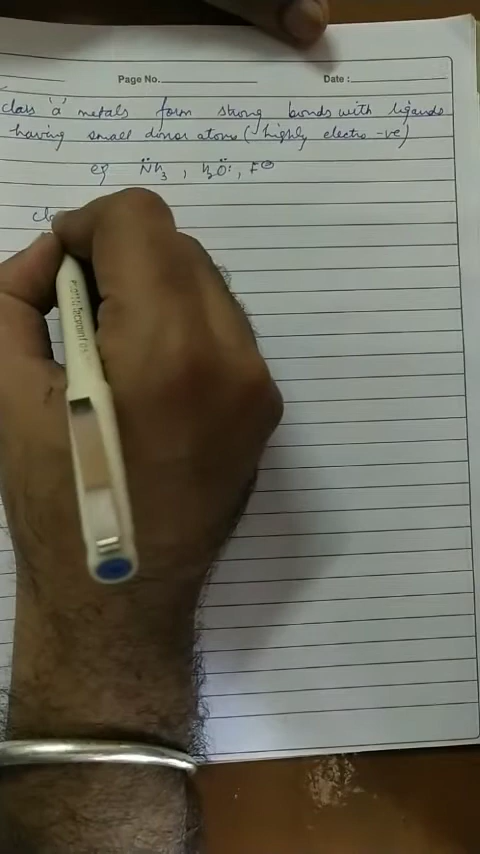 Page No. Date :
class 'a' metals form strong bonds with ligands
having small donor atoms (highly electro -ve)
eg N̈H3 , H2Ö: , F⊖
cla